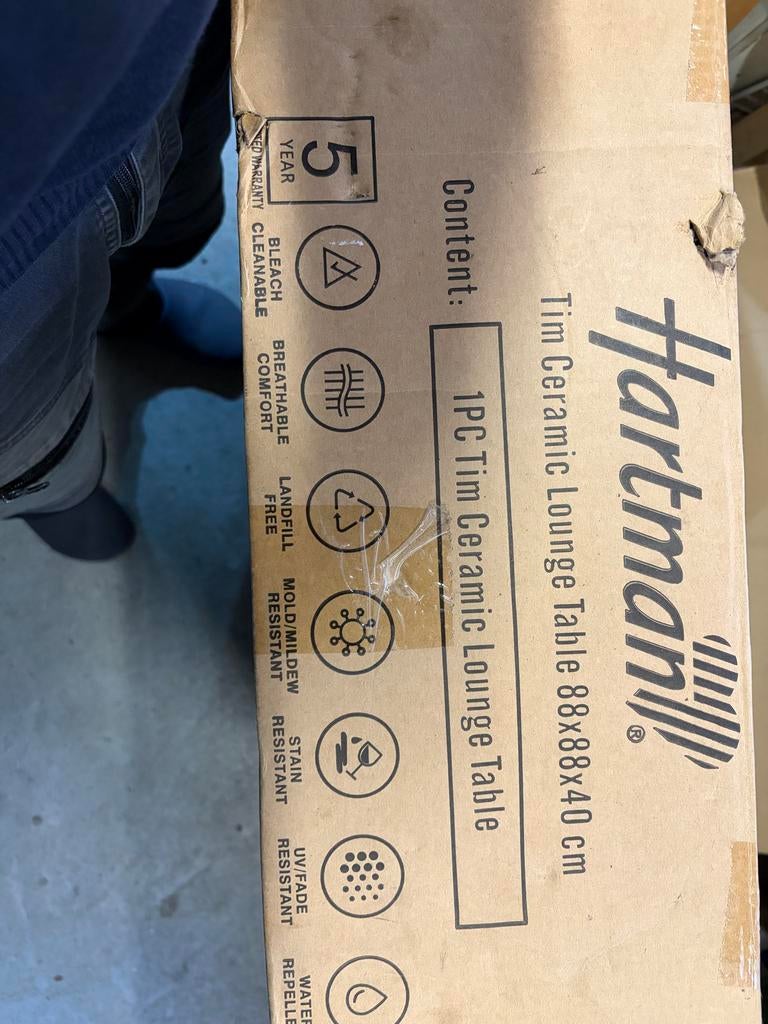 Hartman®
Tim Ceramic Lounge Table 88x88x40 cm
Content:
1PC Tim Ceramic Lounge Table
5
YEAR
WARRANTY
BLEACH
CLEANABLE
BREATHABLE
COMFORT
LANDFILL
FREE
MOLD/MILDEW
RESISTANT
STAIN
RESISTANT
UV/FADE
RESISTANT